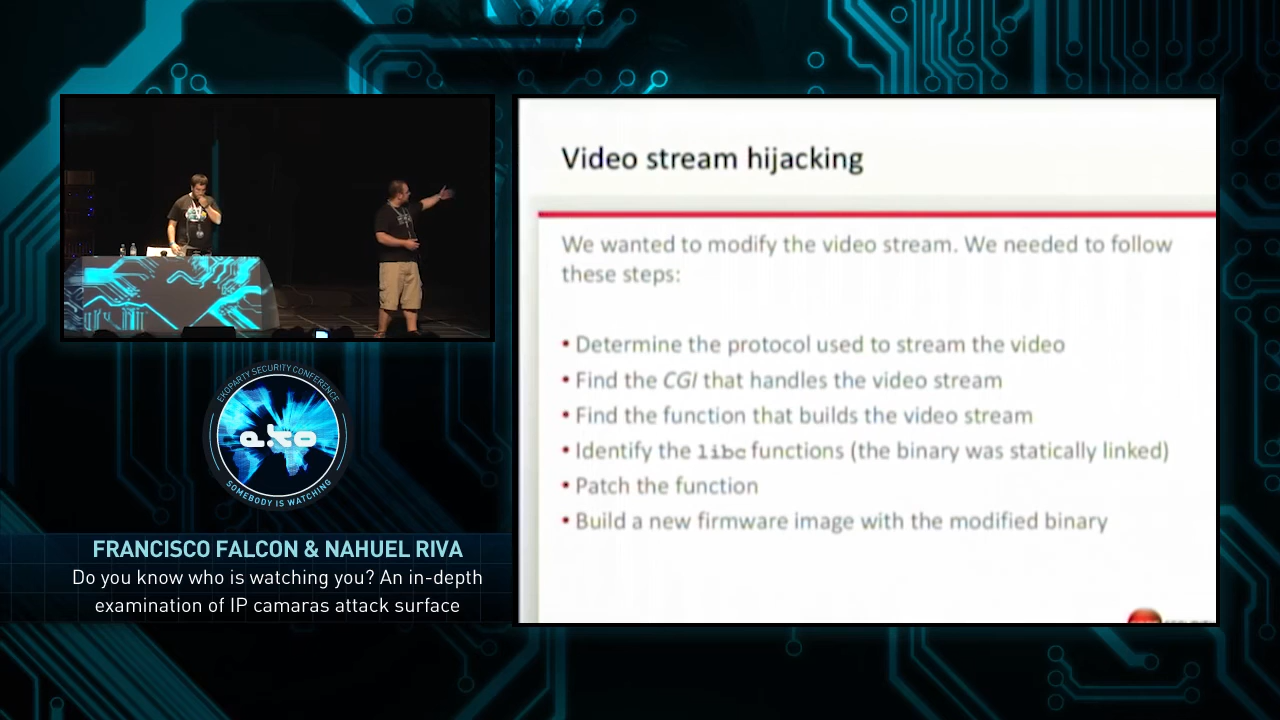 Video stream hijacking
We wanted to modify the video stream. We needed to follow
these steps:
• Determine the protocol used to stream the video
• Find the CGI that handles the video stream
• Find the function that builds the video stream
• Identify the libc functions (the binary was statically linked)
• Patch the function
• Build a new firmware image with the modified binary
EKOPARTY SECURITY CONFERENCE
eko
SOMEBODY IS WATCHING
FRANCISCO FALCON & NAHUEL RIVA
Do you know who is watching you? An in-depth
examination of IP camaras attack surface